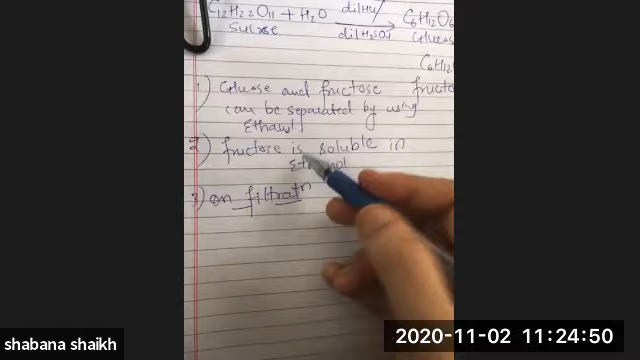 C12H22O11 + H2O dil HCl/ dil H2SO4 C6H12O6
Sucrose Glucos
C6H12
1) Glucose and fructose fructo
can be separated by using
Ethanol
2) fructose is soluble in
Ethanol
3) on filtratn
shabana shaikh
2020-11-02 11:24:50